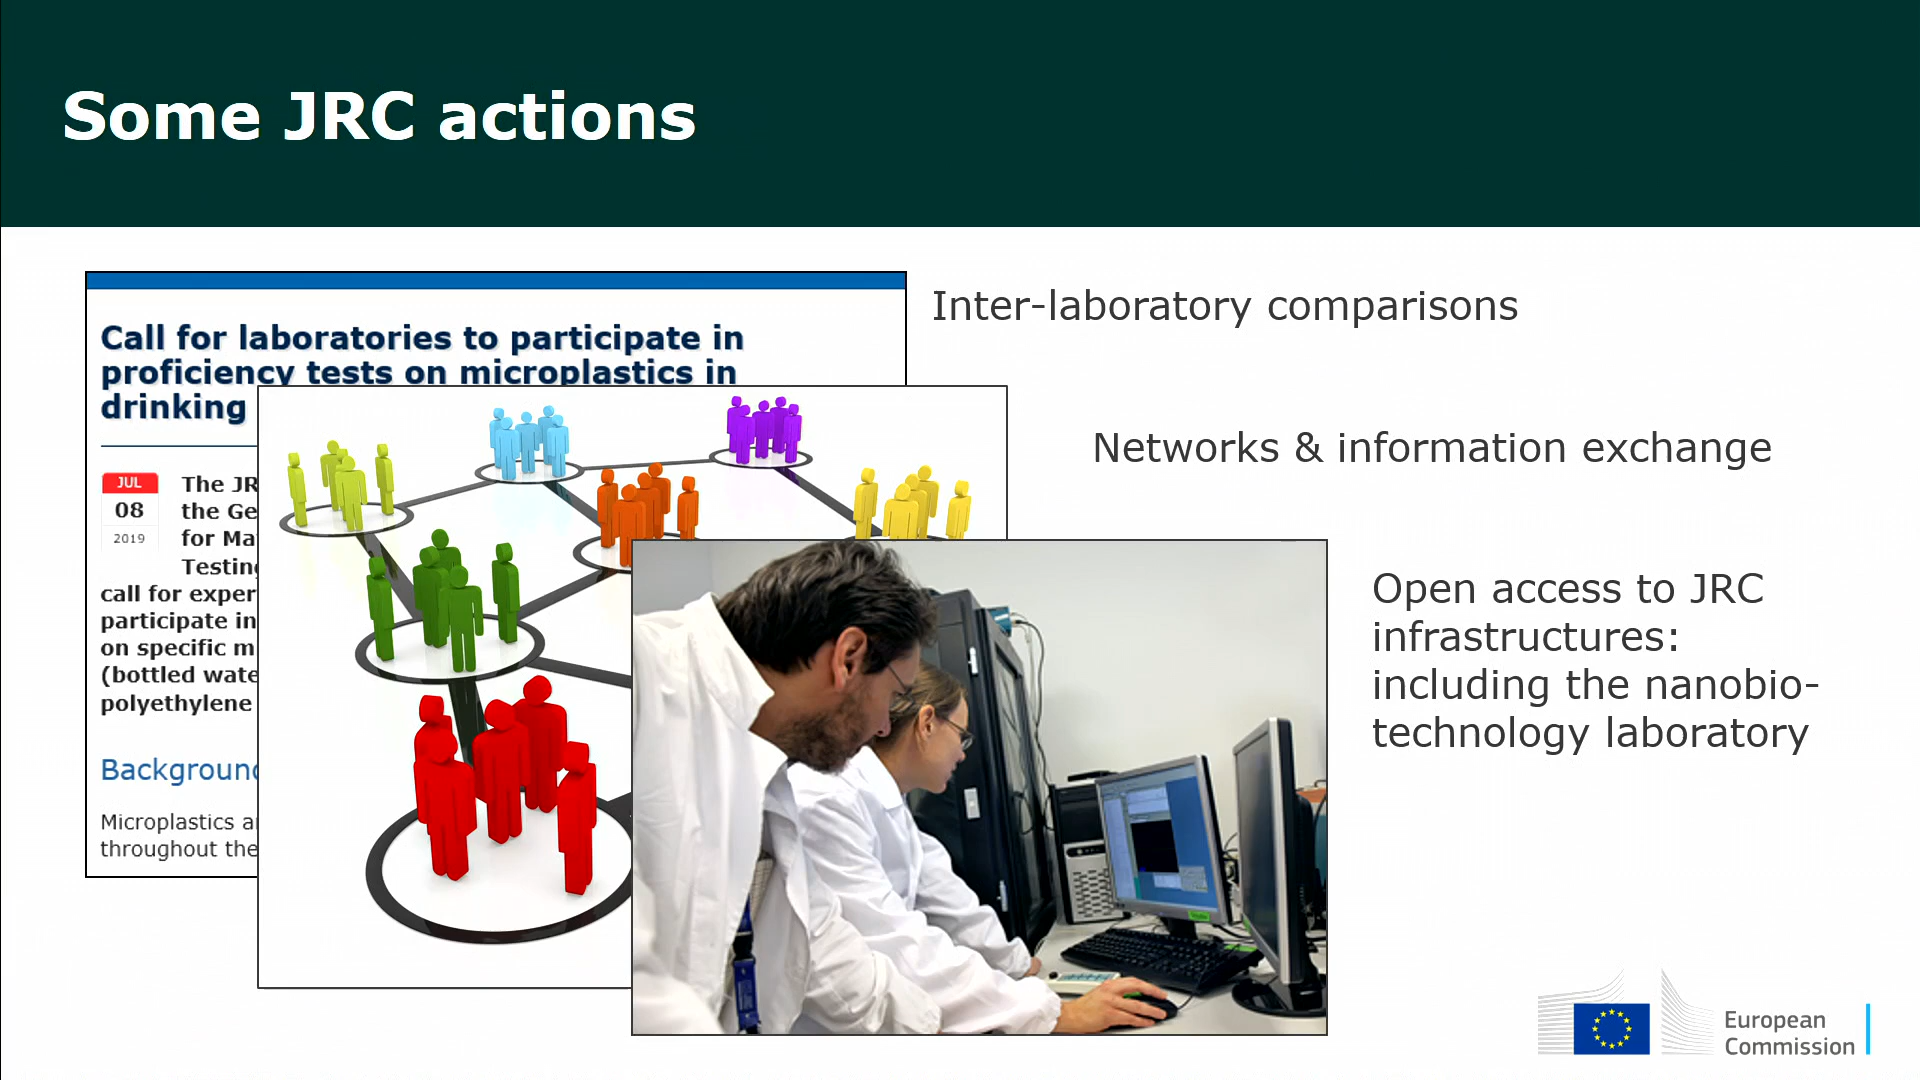 Some JRC actions
Call for laboratories to participate in
proficiency tests on microplastics in
drinking
JUL
08
2019
The JR
the Ge
for Ma
Testing
call for exper
participate in
on specific m
(bottled wate
polyethylene
Background
Microplastics a
throughout the
Inter-laboratory comparisons
Networks & information exchange
Open access to JRC
infrastructures:
including the nanobio-
technology laboratory
European
Commission